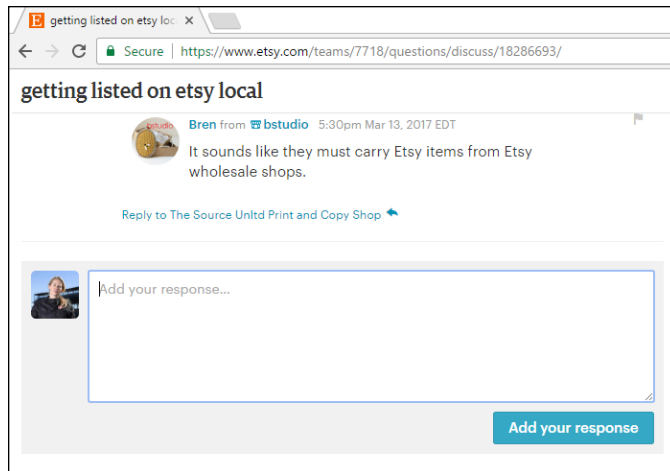 getting listed on etsy loc
Secure | https://www.etsy.com/teams/7718/questions/discuss/18286693/
getting listed on etsy local
bstudio
Bren from bstudio 5:30pm Mar 13, 2017 EDT
It sounds like they must carry Etsy items from Etsy
wholesale shops.
Reply to The Source Unltd Print and Copy Shop
Add your response...
Add your response